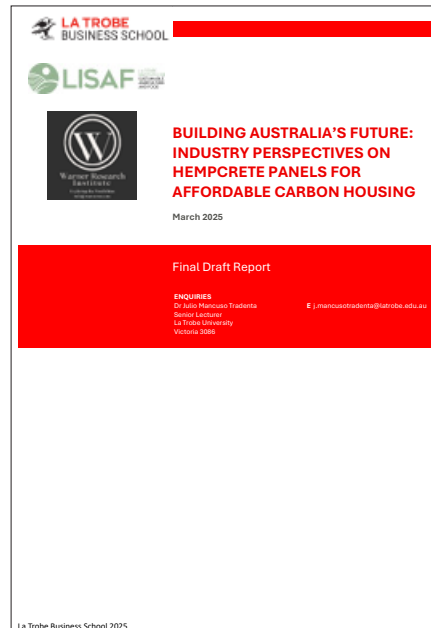 LA TROBE
BUSINESS SCHOOL
LISAF
W
Warner Research
Institute
BUILDING AUSTRALIA'S FUTURE:
INDUSTRY PERSPECTIVES ON
HEMPCRETE PANELS FOR
AFFORDABLE CARBON HOUSING
March 2025
Final Draft Report
ENQUIRIES
Dr Julio Mancuso Tradenta
E j.mancusotradenta@latrobe.edu.au
Senior Lecturer
La Trobe University
Victoria 3086
La Trobe Business School 2025